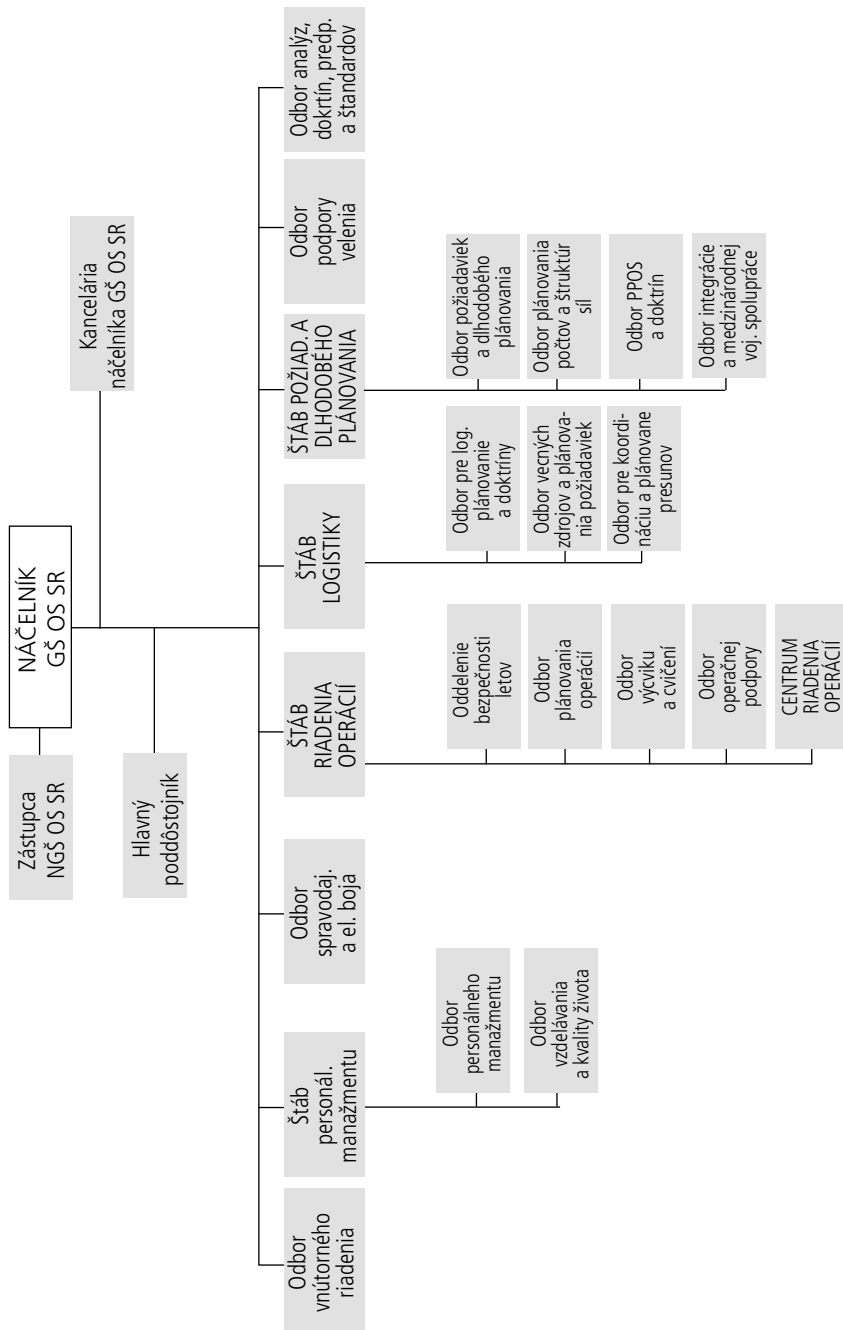 NÁČELNÍK
GŠ OS SR
Zástupca
NGŠ OS SR
Kancelária
náčelníka GŠ OS SR
Hlavný
poddôstojník
Odbor
vnútorného
riadenia
Štáb
personál.
manažmentu
Odbor
spravodaj.
a el. boja
ŠTÁB
RIADENIA
OPERÁCIÍ
ŠTÁB
LOGISTIKY
ŠTÁB POŽIAD. A
DLHODOBÉHO
PLÁNOVANIA
Odbor
podpory
velenia
Odbor analýz,
dokrtín, predp.
a štandardov
Odbor
personálneho
manažmentu
Odbor
vzdelávania
a kvality života
Oddelenie
bezpečnosti
letov
Odbor
plánovania
operácií
Odbor
výcviku
a cvičení
Odbor
operačnej
podpory
CENTRUM
RIADENIA
OPERÁCIÍ
Odbor pre log.
plánovanie
a doktríny
Odbor vecných
zdrojov a plánova-
nia požiadaviek
Odbor pre koordi-
náciu a plánovane
presunov
Odbor požiadaviek
a dlhodobého
plánovania
Odbor plánovania
počtov a štruktúr
síl
Odbor PPOS
a doktrín
Odbor integrácie
a medzinárodnej
voj. spolupráce